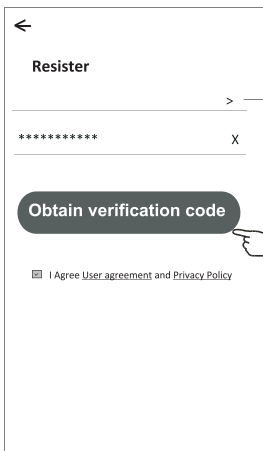 Resister
>
*********** X
Obtain verification code
I Agree User agreement and Privacy Policy